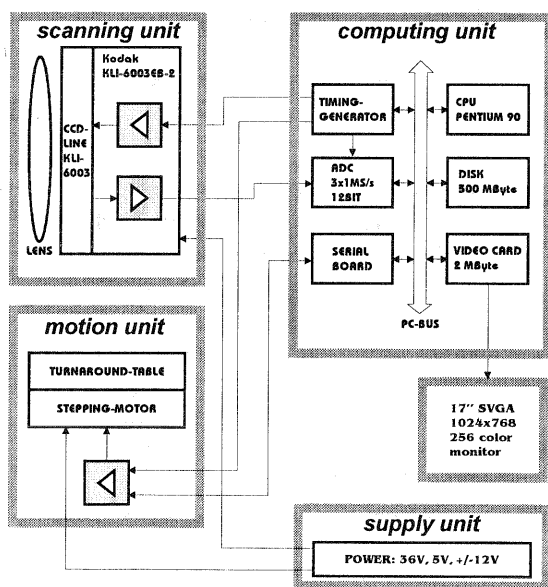 scanning unit
Kodak
KLI-6003EB-2
CCD-
LINE
KLI-
6003
LENS
computing unit
TIMING-
GENERATOR
CPU
PENTIUM 90
ADC
3x1MS/s
12BIT
DISK
500 MByte
SERIAL
BOARD
VIDEO CARD
2 MByte
PC-BUS
motion unit
TURNAROUND-TABLE
STEPPING-MOTOR
17'' SVGA
1024x768
256 color
monitor
supply unit
POWER: 36V, 5V, +/-12V